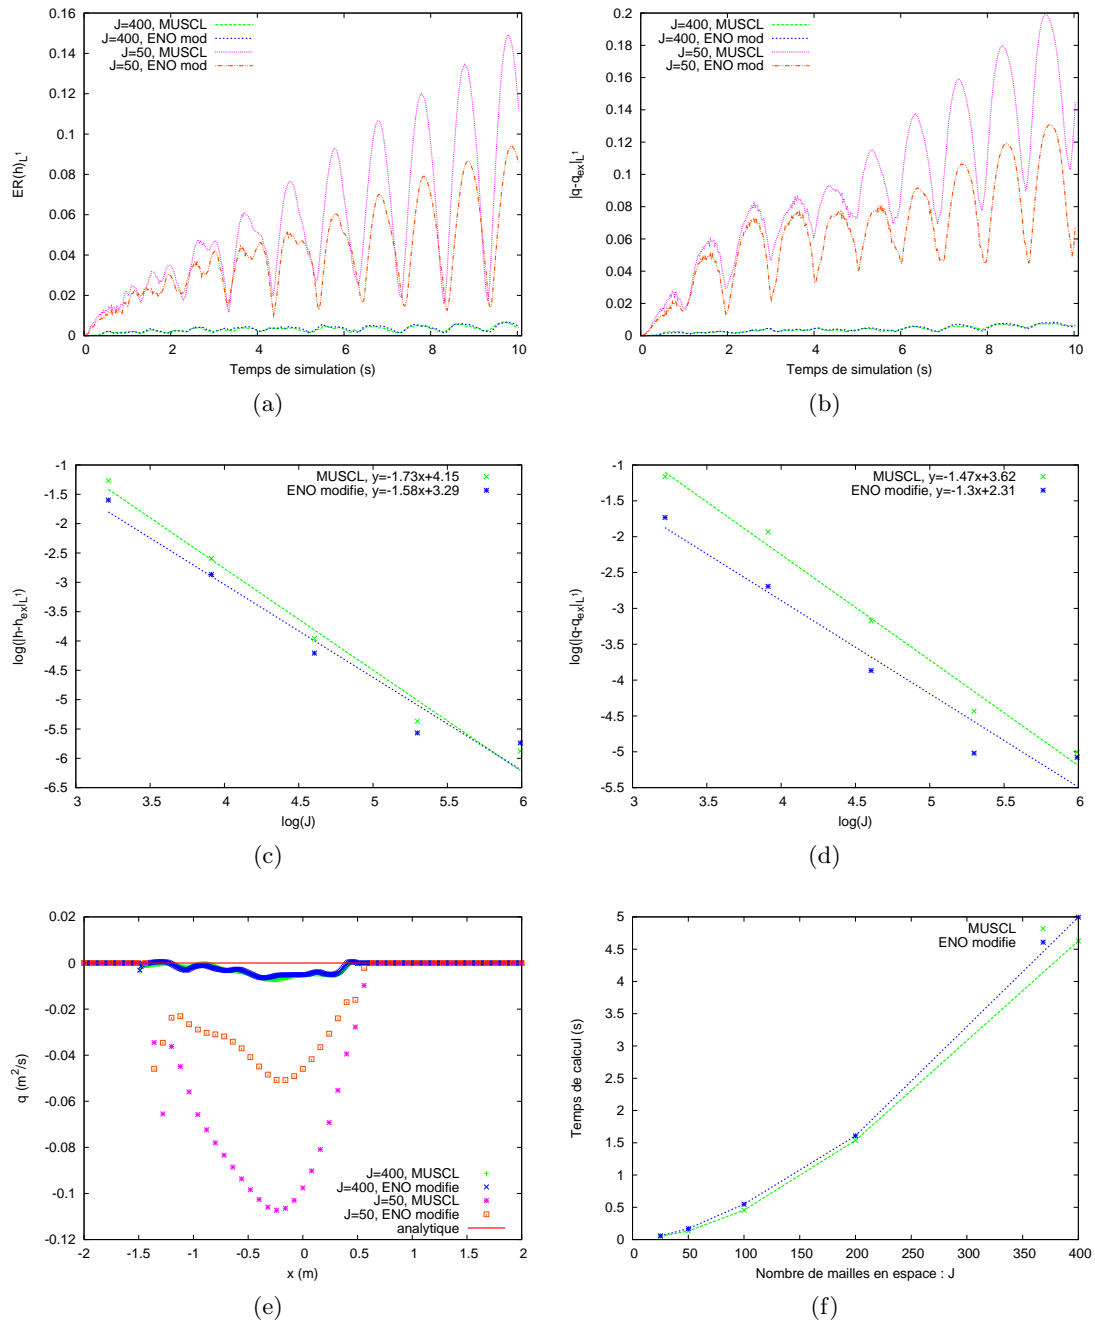 J=400, MUSCL
J=400, ENO mod
J=50, MUSCL
J=50, ENO mod
0.16
0.14
0.12
0.1
0.08
0.06
0.04
0.02
0
ER(h)_L¹
0 2 4 6 8 10
Temps de simulation (s)
(a)
J=400, MUSCL
J=400, ENO mod
J=50, MUSCL
J=50, ENO mod
0.2
0.18
0.16
0.14
0.12
0.1
0.08
0.06
0.04
0.02
0
|q-q_ex|_L¹
0 2 4 6 8 10
Temps de simulation (s)
(b)
MUSCL, y=-1.73x+4.15
ENO modifie, y=-1.58x+3.29
-1
-1.5
-2
-2.5
-3
-3.5
-4
-4.5
-5
-5.5
-6
-6.5
log(|h-h_ex|_L¹)
3 3.5 4 4.5 5 5.5 6
log(J)
(c)
MUSCL, y=-1.47x+3.62
ENO modifie, y=-1.3x+2.31
-1
-1.5
-2
-2.5
-3
-3.5
-4
-4.5
-5
-5.5
log(|q-q_ex|_L¹)
3 3.5 4 4.5 5 5.5 6
log(J)
(d)
0.02
0
-0.02
-0.04
-0.06
-0.08
-0.1
-0.12
q (m²/s)
J=400, MUSCL
J=400, ENO modifie
J=50, MUSCL
J=50, ENO modifie
analytique
-2 -1.5 -1 -0.5 0 0.5 1 1.5 2
x (m)
(e)
MUSCL
ENO modifie
5
4.5
4
3.5
3
2.5
2
1.5
1
0.5
0
Temps de calcul (s)
0 50 100 150 200 250 300 350 400
Nombre de mailles en espace : J
(f)